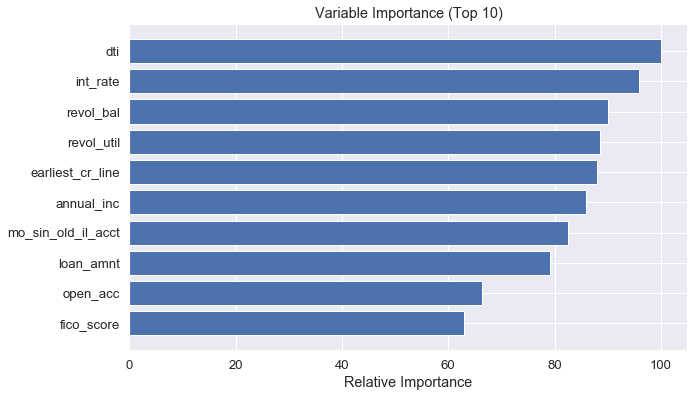 Variable Importance (Top 10)
dti
int_rate
revol_bal
revol_util
earliest_cr_line
annual_inc
mo_sin_old_il_acct
loan_amnt
open_acc
fico_score
0 20 40 60 80 100
Relative Importance